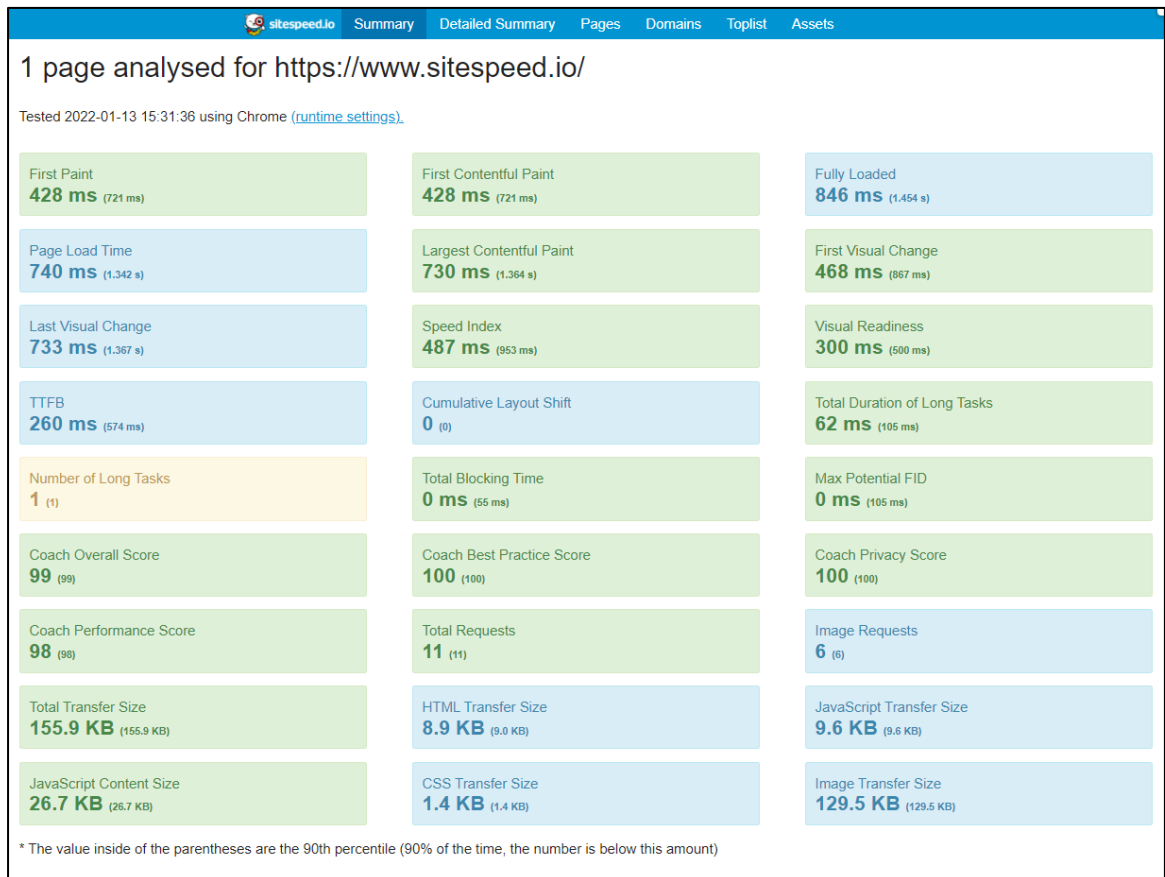 sitespeed.io Summary Detailed Summary Pages Domains Toplist Assets
1 page analysed for https://www.sitespeed.io/
Tested 2022-01-13 15:31:36 using Chrome (runtime settings).
First Paint
428 ms (721 ms)
First Contentful Paint
428 ms (721 ms)
Fully Loaded
846 ms (1.454 s)
Page Load Time
740 ms (1.342 s)
Largest Contentful Paint
730 ms (1.364 s)
First Visual Change
468 ms (867 ms)
Last Visual Change
733 ms (1.367 s)
Speed Index
487 ms (953 ms)
Visual Readiness
300 ms (500 ms)
TTFB
260 ms (574 ms)
Cumulative Layout Shift
0 (0)
Total Duration of Long Tasks
62 ms (105 ms)
Number of Long Tasks
1 (1)
Total Blocking Time
0 ms (55 ms)
Max Potential FID
0 ms (105 ms)
Coach Overall Score
99 (99)
Coach Best Practice Score
100 (100)
Coach Privacy Score
100 (100)
Coach Performance Score
98 (98)
Total Requests
11 (11)
Image Requests
6 (6)
Total Transfer Size
155.9 KB (155.9 KB)
HTML Transfer Size
8.9 KB (9.0 KB)
JavaScript Transfer Size
9.6 KB (9.6 KB)
JavaScript Content Size
26.7 KB (26.7 KB)
CSS Transfer Size
1.4 KB (1.4 KB)
Image Transfer Size
129.5 KB (129.5 KB)
* The value inside of the parentheses are the 90th percentile (90% of the time, the number is below this amount)